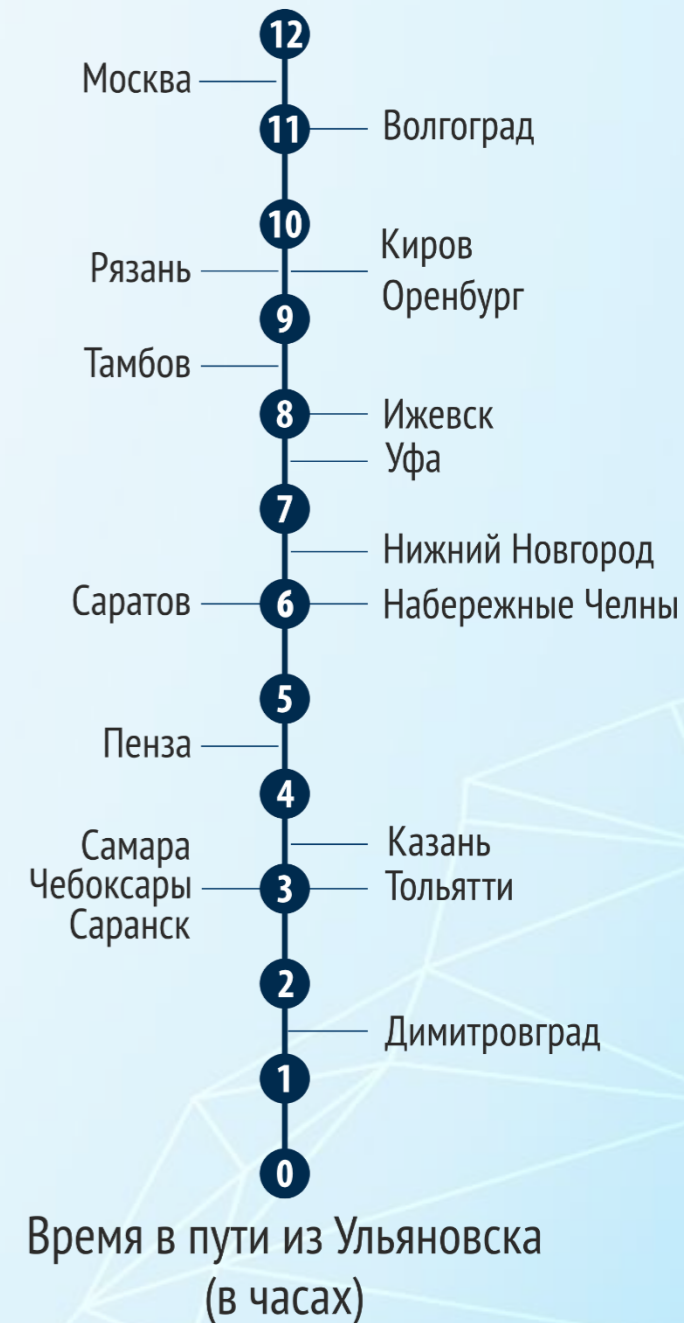 12
Москва
11
Волгоград
10
Киров
Рязань
Оренбург
9
Тамбов
8
Ижевск
Уфа
7
Нижний Новгород
Саратов
6
Набережные Челны
5
Пенза
4
Самара
Казань
Чебоксары
3
Тольятти
Саранск
2
Димитровград
1
0
Время в пути из Ульяновска
(в часах)